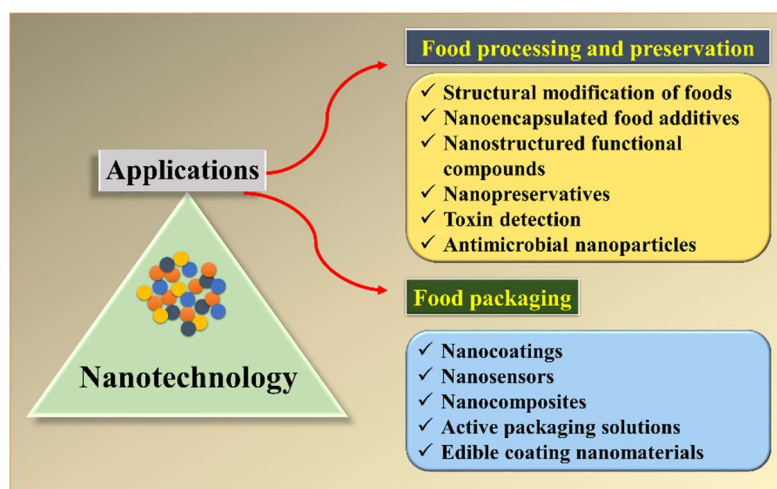 Applications
Nanotechnology
Food processing and preservation
✓ Structural modification of foods
✓ Nanoencapsulated food additives
✓ Nanostructured functional
compounds
✓ Nanopreservatives
✓ Toxin detection
✓ Antimicrobial nanoparticles
Food packaging
✓ Nanocoatings
✓ Nanosensors
✓ Nanocomposites
✓ Active packaging solutions
✓ Edible coating nanomaterials